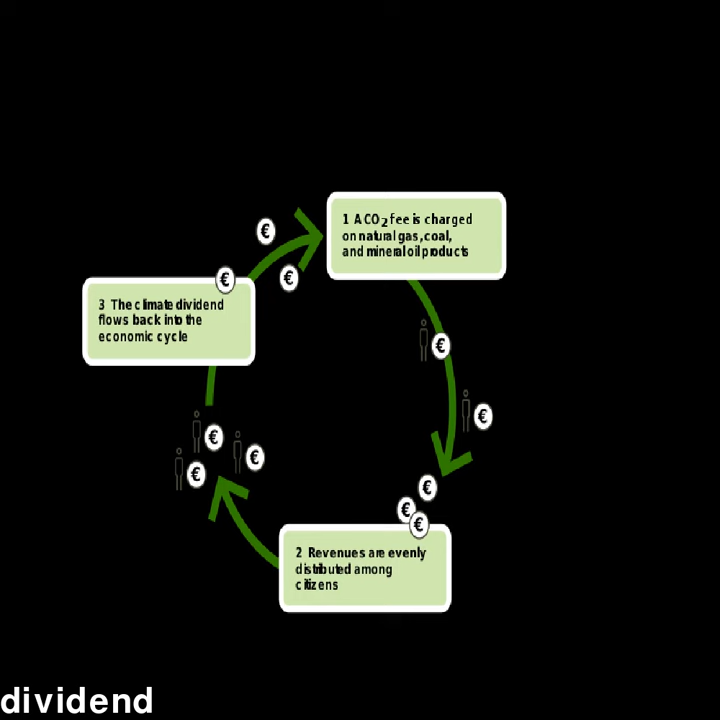 1 A CO2 fee is charged
on natural gas, coal,
and mineral oil products
€
€
€
3 The climate dividend
flows back into the
economic cycle
€
€
€
€
€
€
€
€
2 Revenues are evenly
distributed among
citizens
dividend